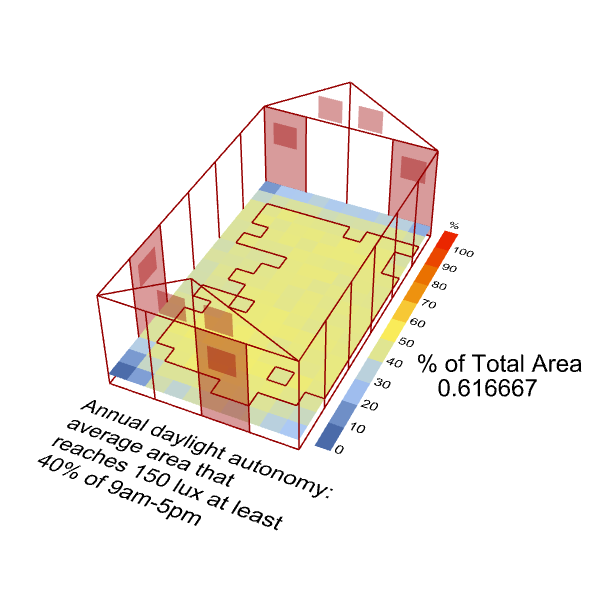 %
100
90
80
70
60
50
40
30
20
10
0
% of Total Area
0.616667
Annual daylight autonomy:
average area that
reaches 150 lux at least
40% of 9am-5pm